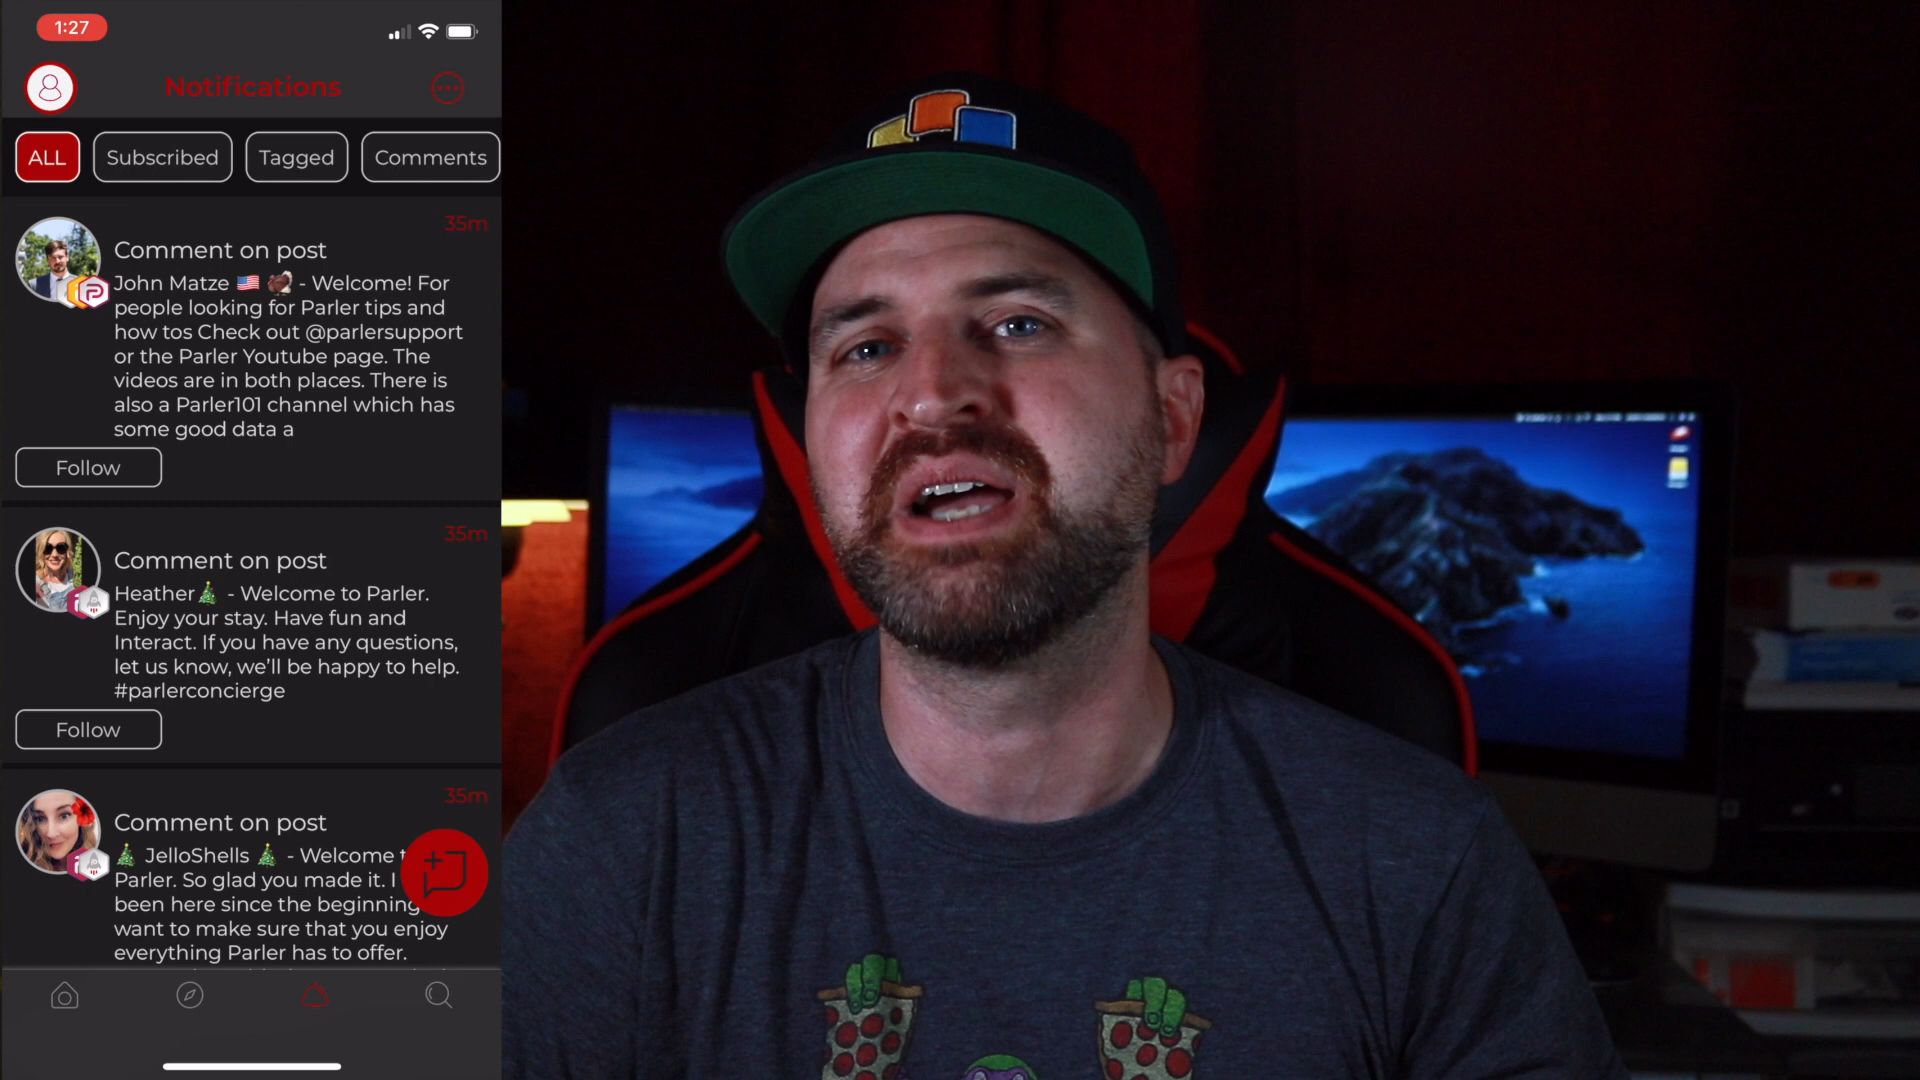 1:27
Notifications
ALL
Subscribed
Tagged
Comments
35m
Comment on post
John Matze 🇺🇸 🦃 - Welcome! For
people looking for Parler tips and
how tos Check out @parlersupport
or the Parler Youtube page. The
videos are in both places. There is
also a Parler101 channel which has
some good data a
Follow
35m
Comment on post
Heather🎄 - Welcome to Parler.
Enjoy your stay. Have fun and
Interact. If you have any questions,
let us know, we'll be happy to help.
#parlerconcierge
Follow
35m
Comment on post
🎄 JelloShells 🎄 - Welcome t
Parler. So glad you made it. I
been here since the beginning
want to make sure that you enjoy
everything Parler has to offer.